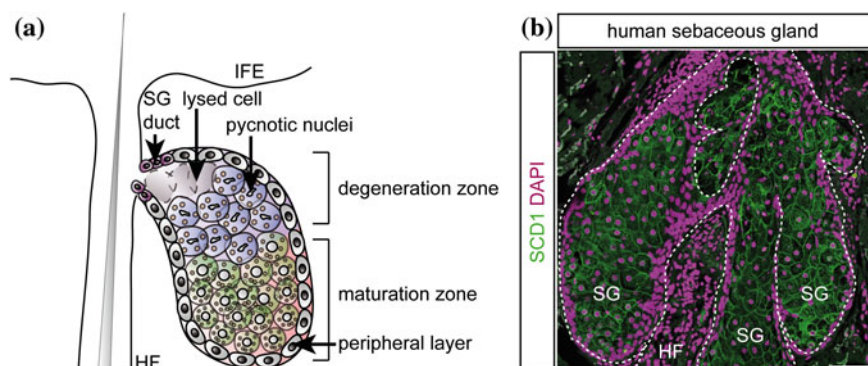 (a)
IFE
SG
duct
lysed cell
pycnotic nuclei
degeneration zone
maturation zone
peripheral layer
HF
(b)
human sebaceous gland
SCD1 DAPI
SG
SG
SG
HF